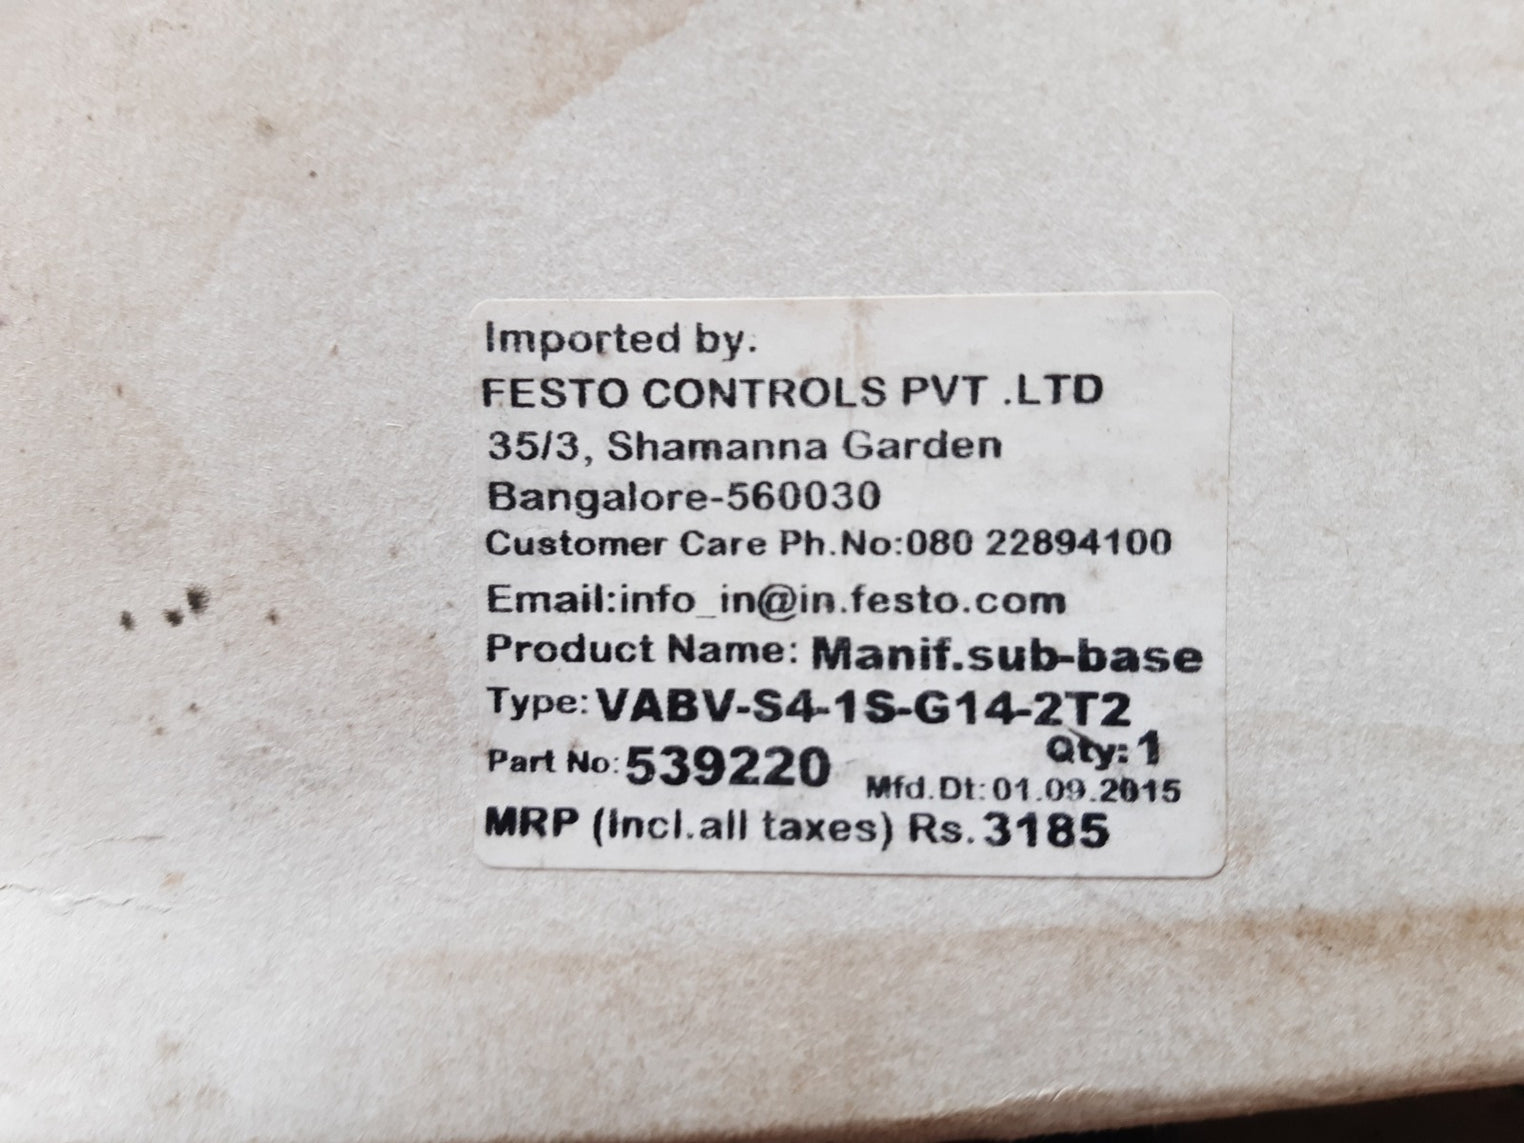 Imported by.
FESTO CONTROLS PVT .LTD
35/3, Shamanna Garden
Bangalore-560030
Customer Care Ph.No:080 22894100
Email:info_in@in.festo.com
Product Name: Manif.sub-base
Type:VABV-S4-1S-G14-2T2
Qty:1
Part No:539220
Mfd.Dt:01.09.2015
MRP (Incl.all taxes) Rs.3185